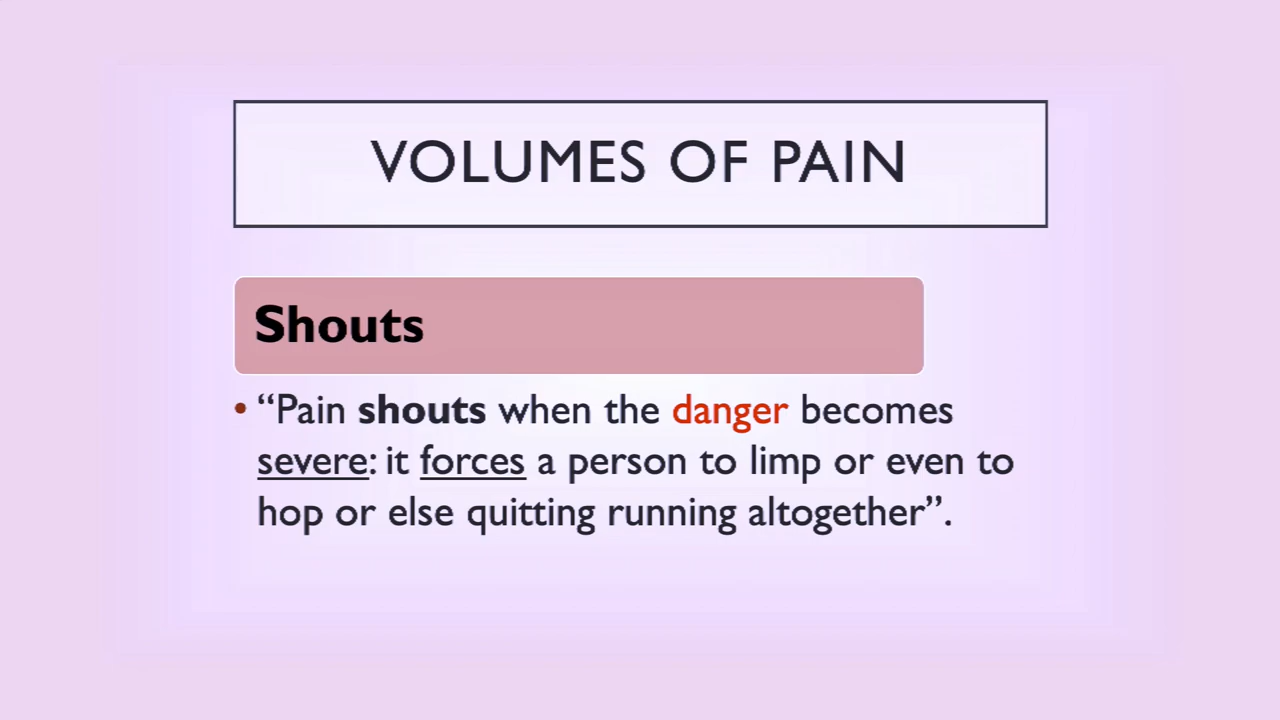 VOLUMES OF PAIN
Shouts
• “Pain shouts when the danger becomes
severe: it forces a person to limp or even to
hop or else quitting running altogether”.